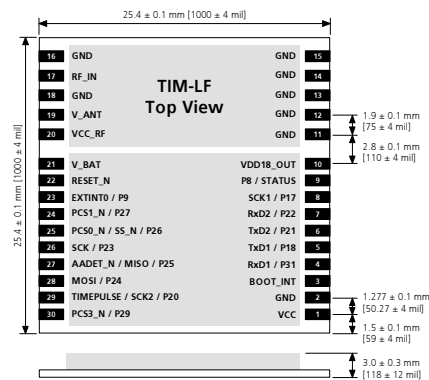 25.4 ± 0.1 mm [1000 ± 4 mil]
25.4 ± 0.1 mm [1000 ± 4 mil]
TIM-LF
Top View
16 GND GND 15
17 RF_IN GND 14
18 GND GND 13
19 V_ANT GND 12
20 VCC_RF GND 11
1.9 ± 0.1 mm
[75 ± 4 mil]
2.8 ± 0.1 mm
[110 ± 4 mil]
21 V_BAT VDD18_OUT 10
22 RESET_N P8 / STATUS 9
23 EXTINT0 / P9 SCK1 / P17 8
24 PCS1_N / P27 RxD2 / P22 7
25 PCS0_N / SS_N / P26 TxD2 / P21 6
26 SCK / P23 TxD1 / P18 5
27 AADET_N / MISO / P25 RxD1 / P31 4
28 MOSI / P24 BOOT_INT 3
29 TIMEPULSE / SCK2 / P20 GND 2
30 PCS3_N / P29 VCC 1
1.277 ± 0.1 mm
[50.27 ± 4 mil]
1.5 ± 0.1 mm
[59 ± 4 mil]
3.0 ± 0.3 mm
[118 ± 12 mil]